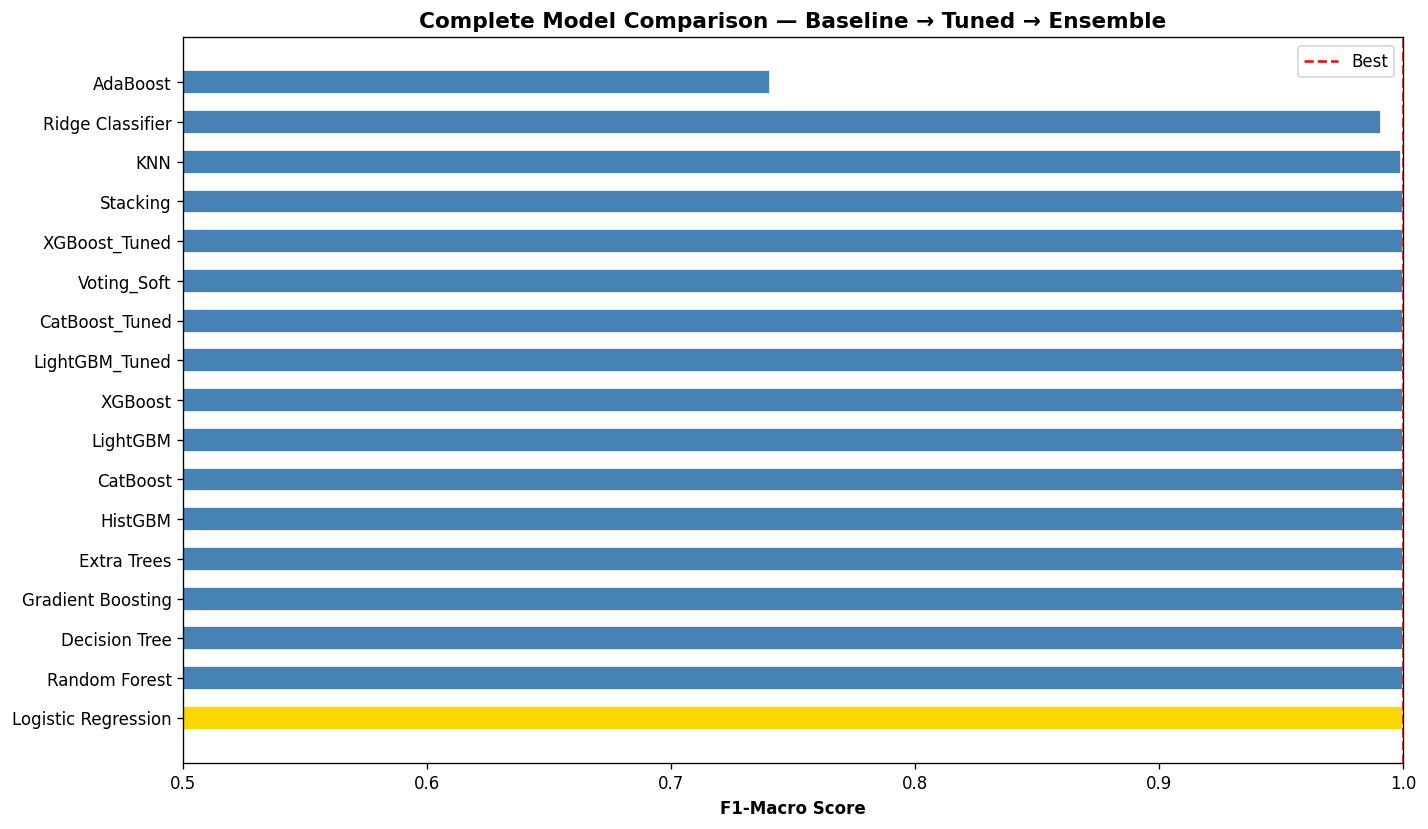 Complete Model Comparison — Baseline → Tuned → Ensemble
Best
AdaBoost
Ridge Classifier
KNN
Stacking
XGBoost_Tuned
Voting_Soft
CatBoost_Tuned
LightGBM_Tuned
XGBoost
LightGBM
CatBoost
HistGBM
Extra Trees
Gradient Boosting
Decision Tree
Random Forest
Logistic Regression
0.5 0.6 0.7 0.8 0.9 1.0
F1-Macro Score